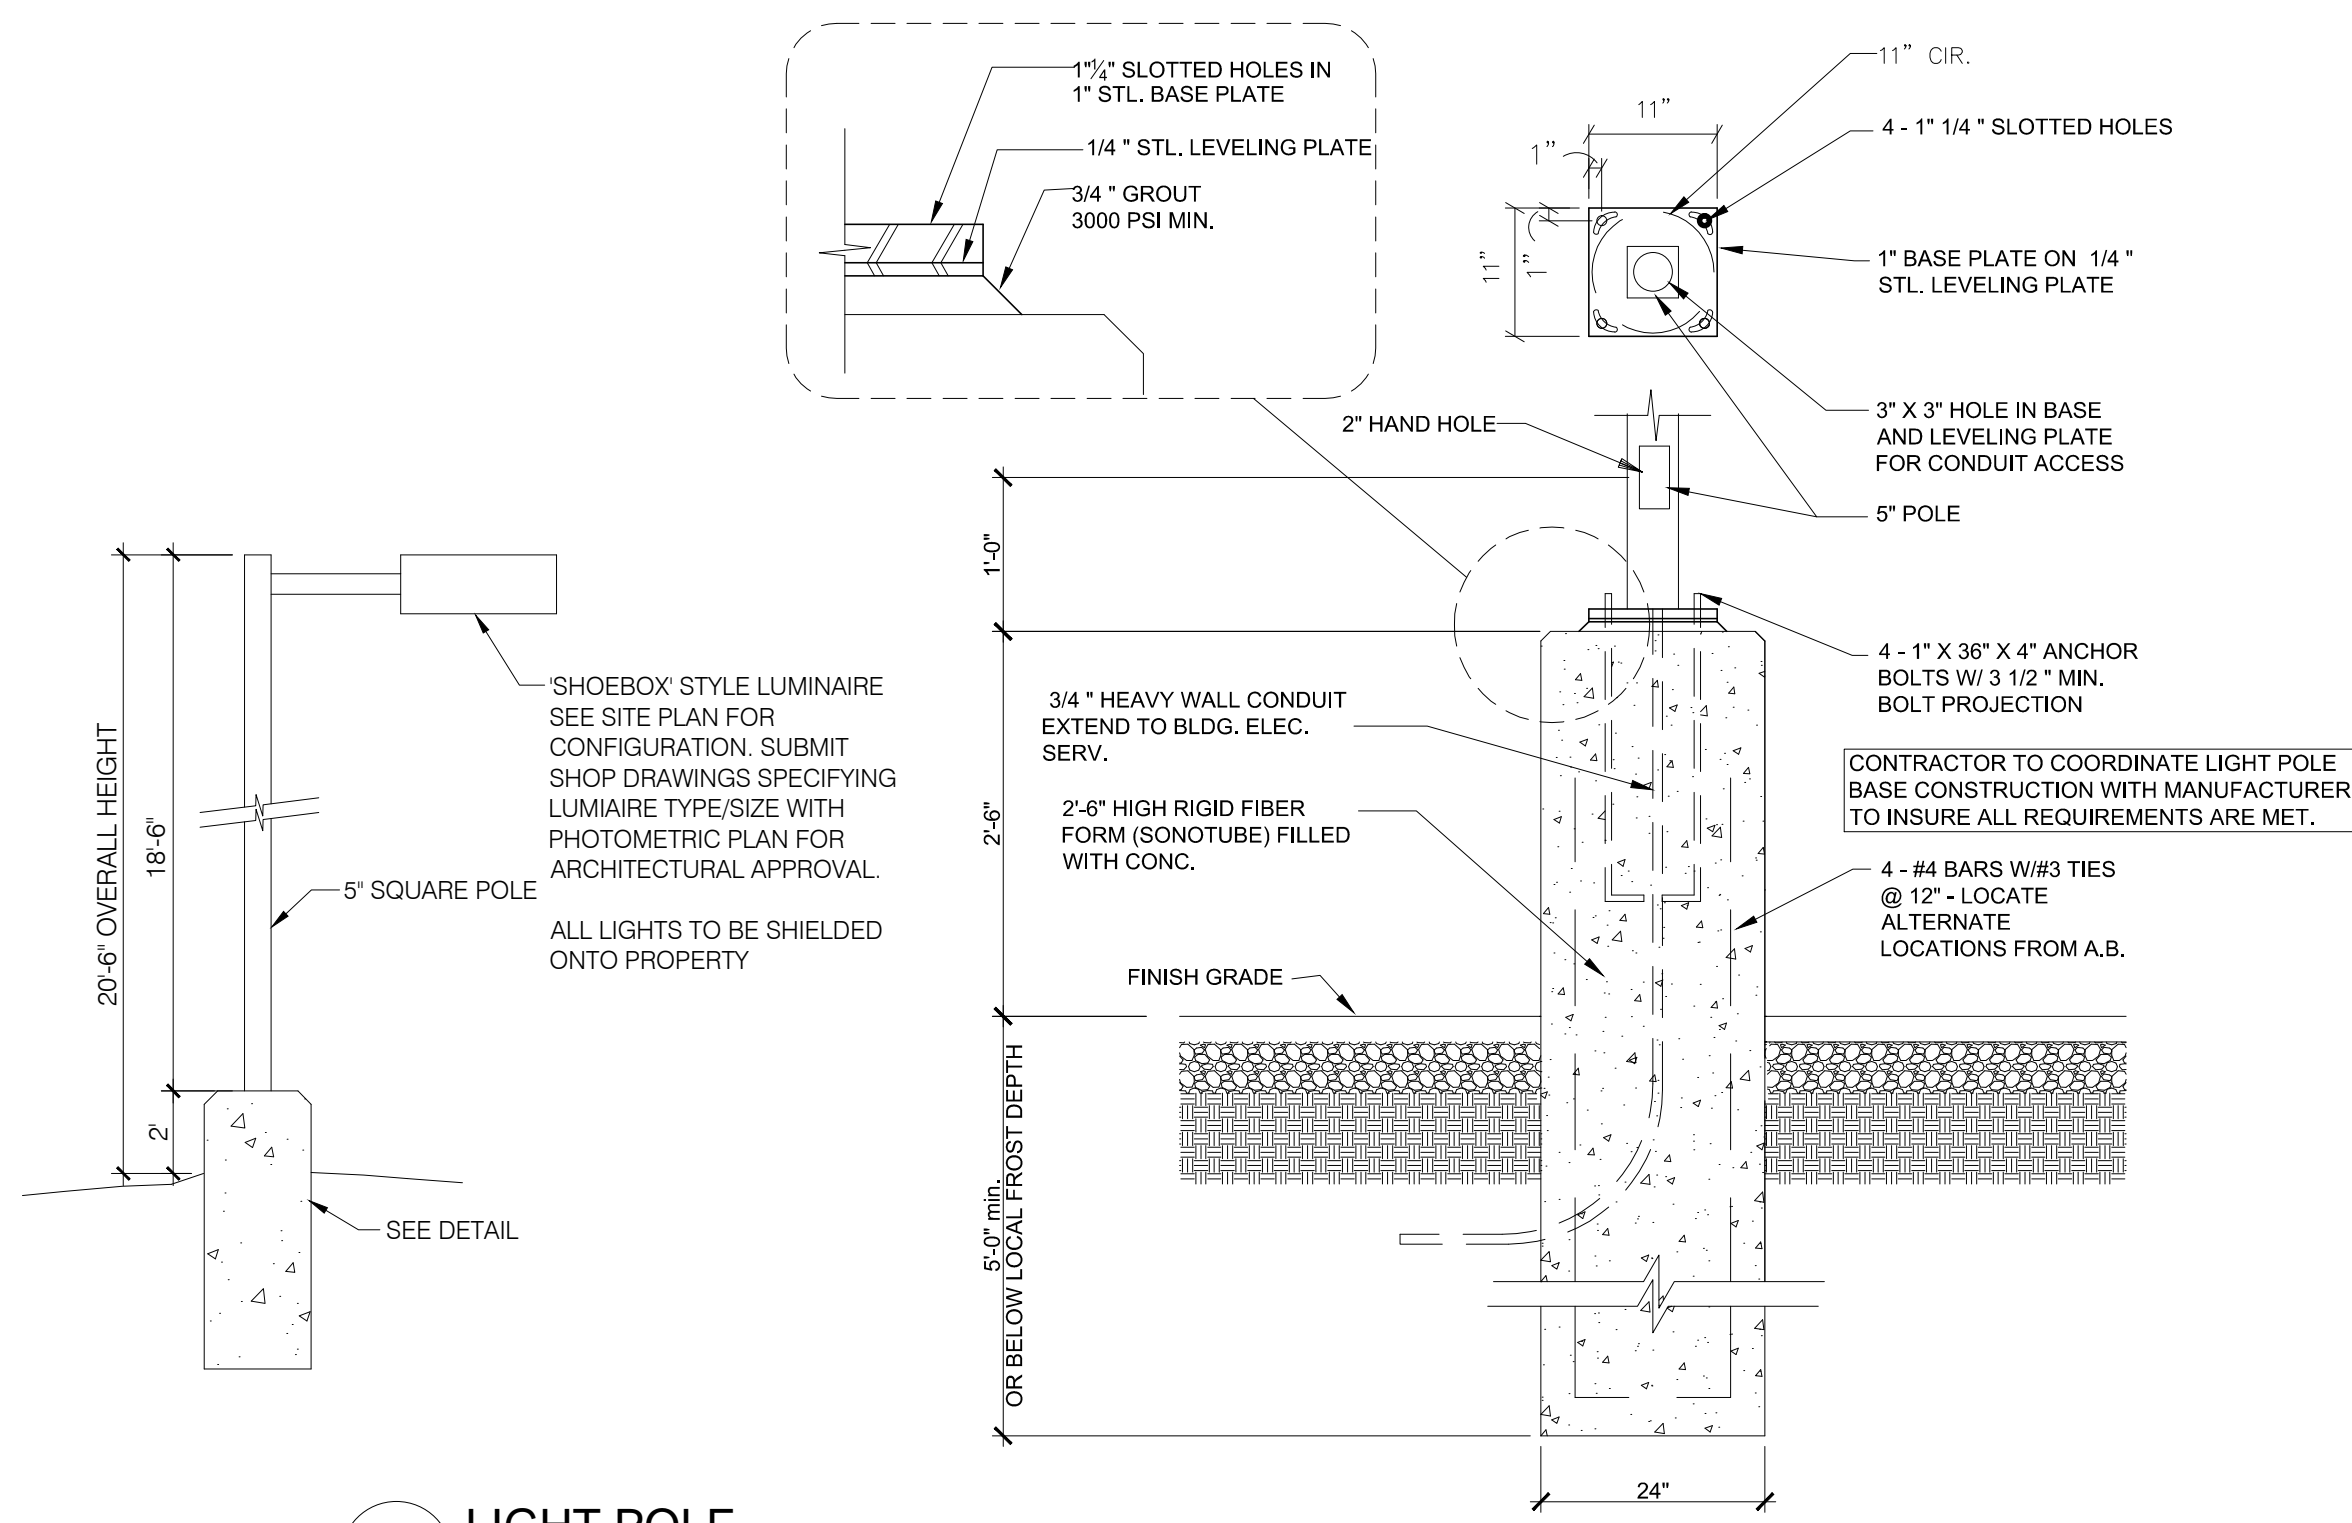 1"1/4" SLOTTED HOLES IN
1" STL. BASE PLATE
1/4 " STL. LEVELING PLATE
3/4 " GROUT
3000 PSI MIN.
11” CIR.
11”
1”
4 - 1" 1/4 " SLOTTED HOLES
11”
1”
1" BASE PLATE ON 1/4 "
STL. LEVELING PLATE
3" X 3" HOLE IN BASE
AND LEVELING PLATE
FOR CONDUIT ACCESS
2" HAND HOLE
5" POLE
1'-0"
4 - 1" X 36" X 4" ANCHOR
BOLTS W/ 3 1/2 " MIN.
BOLT PROJECTION
3/4 " HEAVY WALL CONDUIT
EXTEND TO BLDG. ELEC.
SERV.
CONTRACTOR TO COORDINATE LIGHT POLE
BASE CONSTRUCTION WITH MANUFACTURER
TO INSURE ALL REQUIREMENTS ARE MET.
2'-6"
2'-6" HIGH RIGID FIBER
FORM (SONOTUBE) FILLED
WITH CONC.
4 - #4 BARS W/#3 TIES
@ 12" - LOCATE
ALTERNATE
LOCATIONS FROM A.B.
FINISH GRADE
5'-0" min.
OR BELOW LOCAL FROST DEPTH
24"
20'-6" OVERALL HEIGHT
18'-6"
2'
'SHOEBOX' STYLE LUMINAIRE
SEE SITE PLAN FOR
CONFIGURATION. SUBMIT
SHOP DRAWINGS SPECIFYING
LUMIAIRE TYPE/SIZE WITH
PHOTOMETRIC PLAN FOR
ARCHITECTURAL APPROVAL.
ALL LIGHTS TO BE SHIELDED
ONTO PROPERTY
5" SQUARE POLE
SEE DETAIL
LIGHT POLE